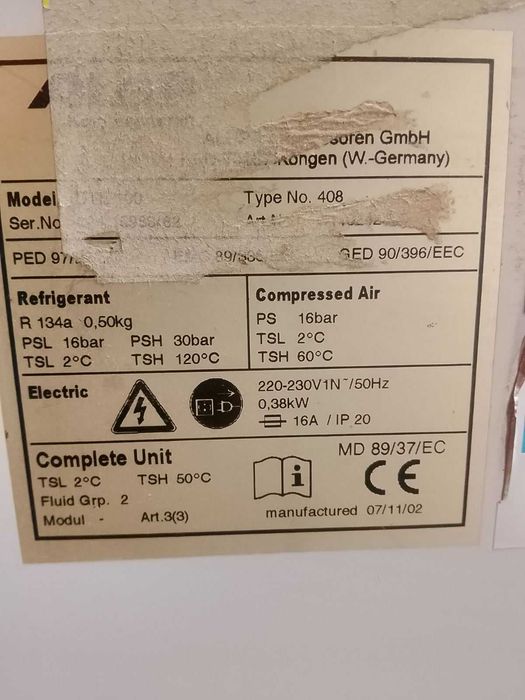 soren GmbH
Kongen (W.-Germany)
Model
Type No. 408
Ser.No
PED 97/
GED 90/396/EEC
Refrigerant
R 134a 0,50kg
PSL 16bar PSH 30bar
TSL 2°C TSH 120°C
Compressed Air
PS 16bar
TSL 2°C
TSH 60°C
Electric
220-230V1N~/50Hz
0,38kW
16A / IP 20
Complete Unit
TSL 2°C TSH 50°C
Fluid Grp. 2
Modul - Art.3(3)
MD 89/37/EC
CE
manufactured 07/11/02